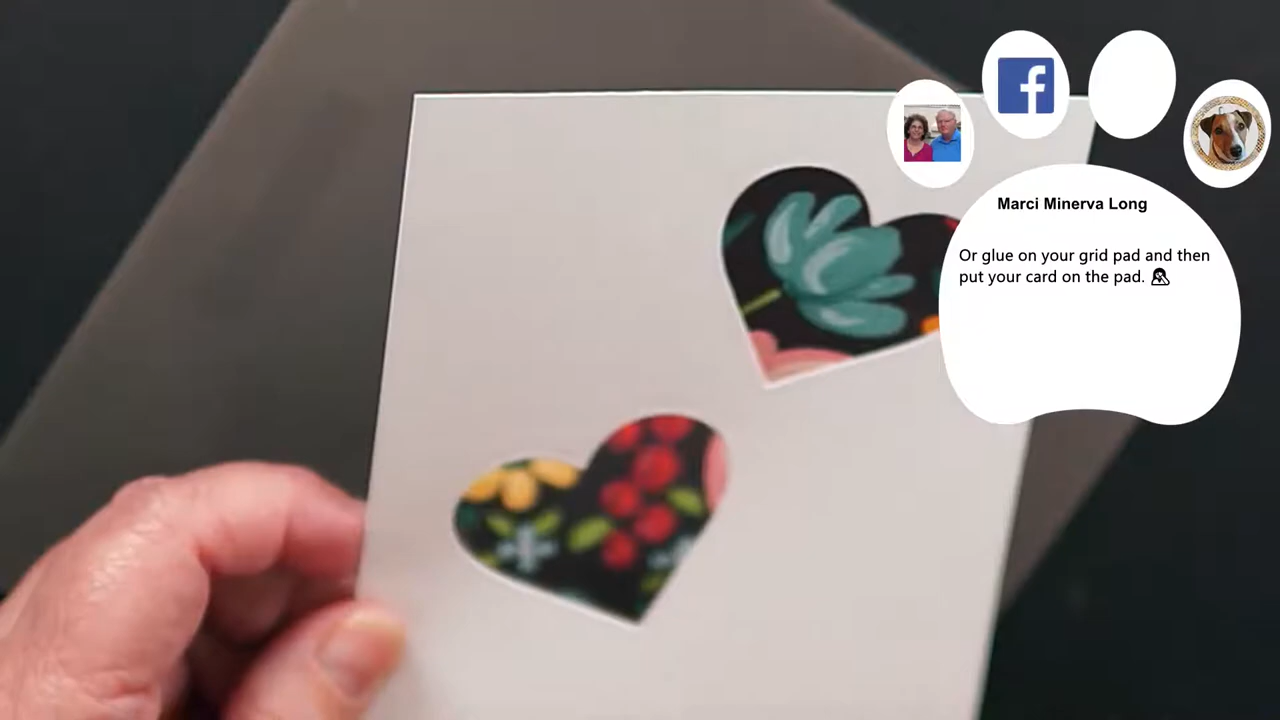 Marci Minerva Long
Or glue on your grid pad and then
put your card on the pad. 🤦‍♀️